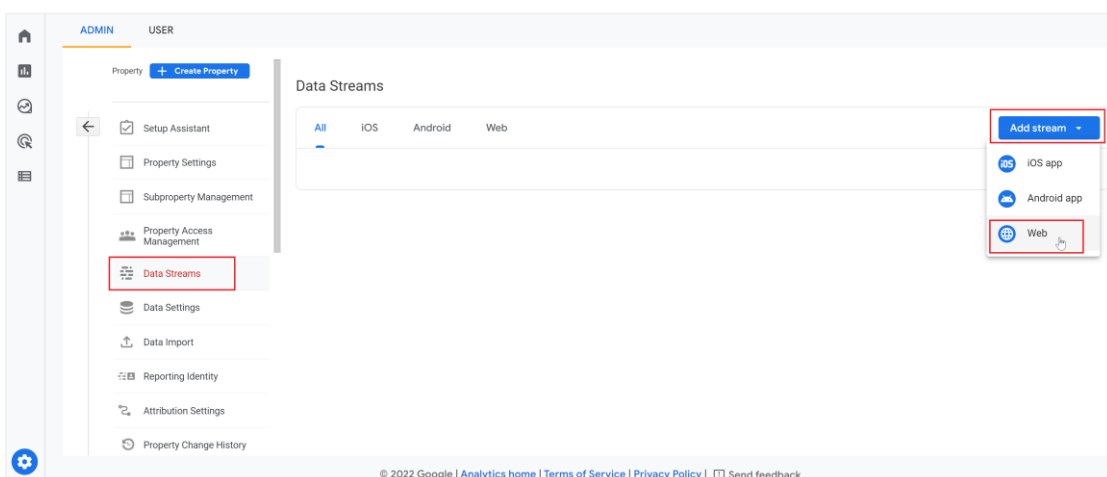 ADMIN USER
Property + Create Property
Setup Assistant
Property Settings
Subproperty Management
Property Access
Management
Data Streams
Data Settings
Data Import
Reporting Identity
Attribution Settings
Property Change History
Data Streams
All iOS Android Web
Add stream
iOS iOS app
Android app
Web
© 2022 Google | Analytics home | Terms of Service | Privacy Policy | Send feedback